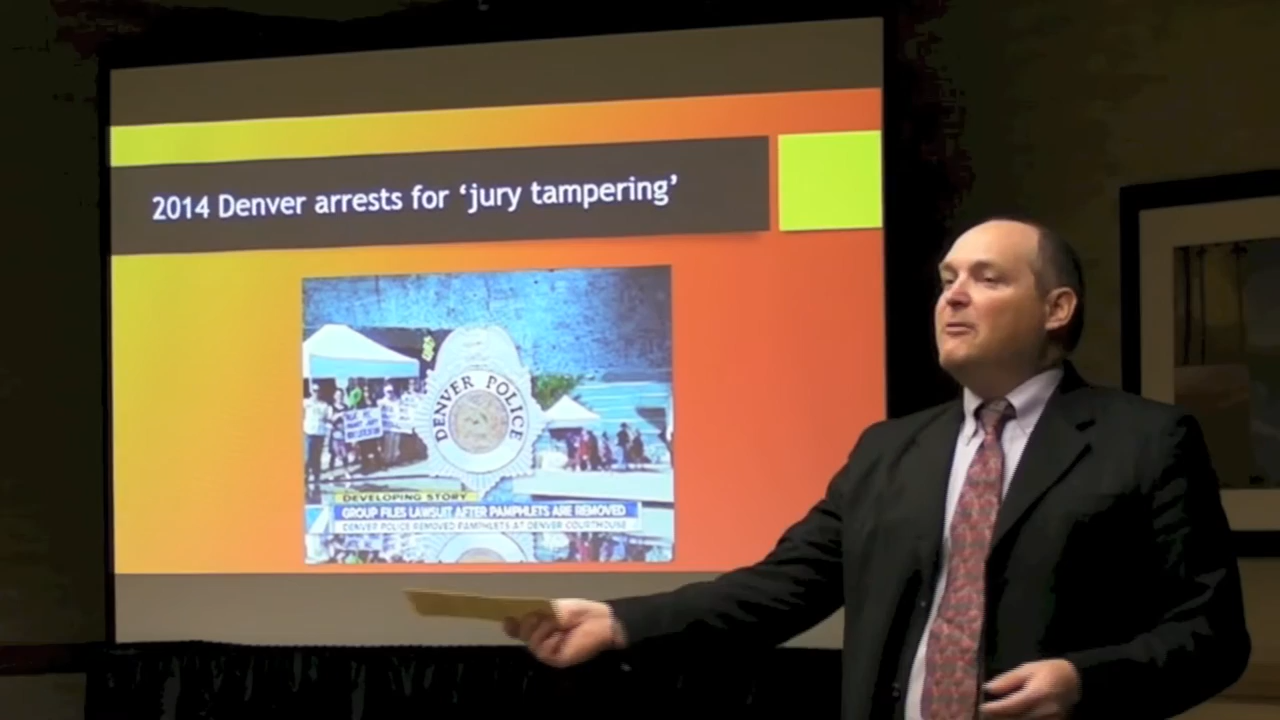 2014 Denver arrests for ‘jury tampering’
DENVER POLICE
DEVELOPING STORY
GROUP FILES LAWSUIT AFTER PAMPHLETS ARE REMOVED
DENVER POLICE REMOVED PAMPHLETS AT DENVER COURTHOUSE